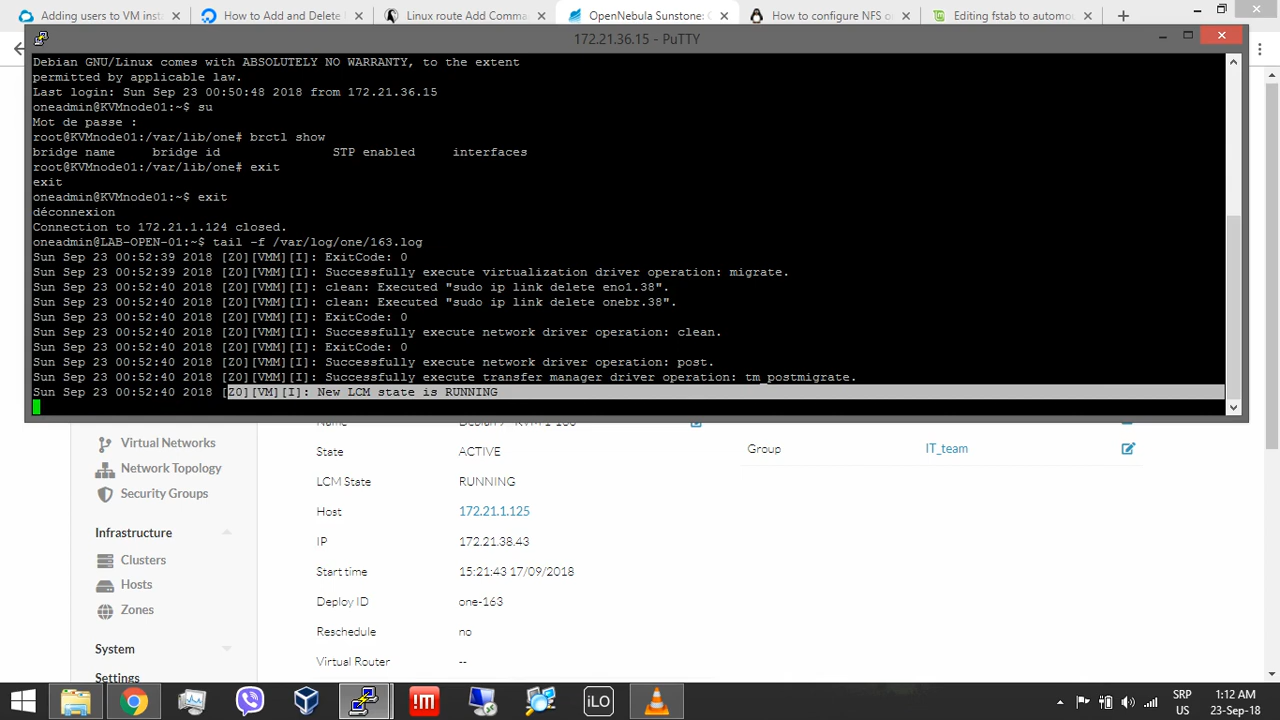 Adding users to VM inst
How to Add and Delete
Linux route Add Comma
OpenNebula Sunstone: C
How to configure NFS o
Editing fstab to automou
172.21.36.15 - PuTTY
Debian GNU/Linux comes with ABSOLUTELY NO WARRANTY, to the extent
permitted by applicable law.
Last login: Sun Sep 23 00:50:48 2018 from 172.21.36.15
oneadmin@KVMnode01:~$ su
Mot de passe :
root@KVMnode01:/var/lib/one# brctl show
bridge name bridge id STP enabled interfaces
root@KVMnode01:/var/lib/one# exit
exit
oneadmin@KVMnode01:~$ exit
déconnexion
Connection to 172.21.1.124 closed.
oneadmin@LAB-OPEN-01:~$ tail -f /var/log/one/163.log
Sun Sep 23 00:52:39 2018 [Z0][VMM][I]: ExitCode: 0
Sun Sep 23 00:52:39 2018 [Z0][VMM][I]: Successfully execute virtualization driver operation: migrate.
Sun Sep 23 00:52:40 2018 [Z0][VMM][I]: clean: Executed "sudo ip link delete eno1.38".
Sun Sep 23 00:52:40 2018 [Z0][VMM][I]: clean: Executed "sudo ip link delete onebr.38".
Sun Sep 23 00:52:40 2018 [Z0][VMM][I]: ExitCode: 0
Sun Sep 23 00:52:40 2018 [Z0][VMM][I]: Successfully execute network driver operation: clean.
Sun Sep 23 00:52:40 2018 [Z0][VMM][I]: ExitCode: 0
Sun Sep 23 00:52:40 2018 [Z0][VMM][I]: Successfully execute network driver operation: post.
Sun Sep 23 00:52:40 2018 [Z0][VMM][I]: Successfully execute transfer manager driver operation: tm_postmigrate.
Sun Sep 23 00:52:40 2018 [Z0][VM][I]: New LCM state is RUNNING
Virtual Networks
Network Topology
Security Groups
Infrastructure
Clusters
Hosts
Zones
System
Settings
Name
State ACTIVE
LCM State RUNNING
Host 172.21.1.125
IP 172.21.38.43
Start time 15:21:43 17/09/2018
Deploy ID one-163
Reschedule no
Virtual Router --
Group IT_team
iLO
SRP
US
1:12 AM
23-Sep-18